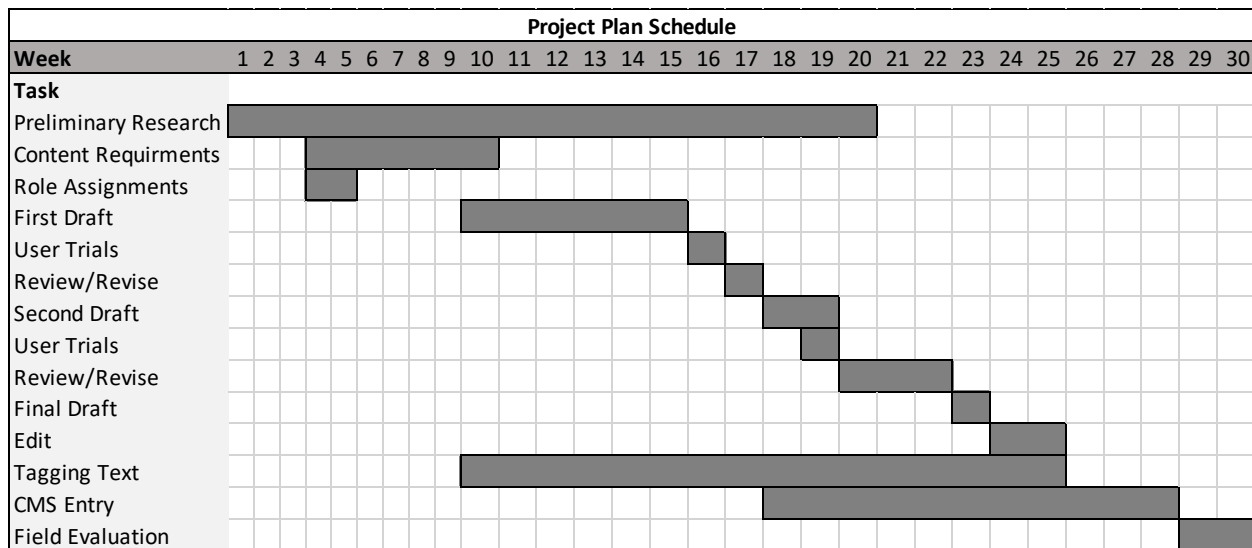 Project Plan Schedule
Week 1 2 3 4 5 6 7 8 9 10 11 12 13 14 15 16 17 18 19 20 21 22 23 24 25 26 27 28 29 30
Task
Preliminary Research
Content Requirments
Role Assignments
First Draft
User Trials
Review/Revise
Second Draft
User Trials
Review/Revise
Final Draft
Edit
Tagging Text
CMS Entry
Field Evaluation